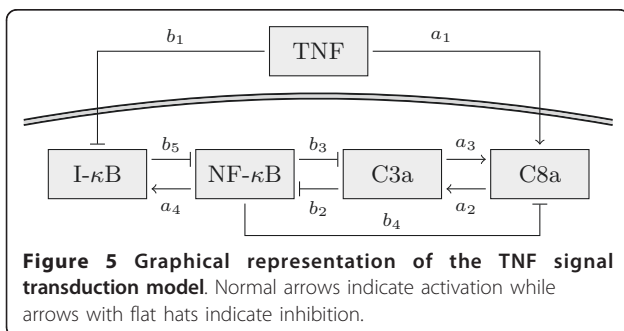 b₁ TNF a₁
I-κB b₅ a₄ NF-κB b₃ b₂ C3a a₃ a₂ C8a
b₄
Figure 5 Graphical representation of the TNF signal
transduction model. Normal arrows indicate activation while
arrows with flat hats indicate inhibition.